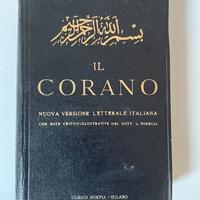 بسم الله الرحمن الرحيم
IL
CORANO
NUOVA VERSIONE LETTERALE ITALIANA
CON NOTE CRITICO-ILLUSTRATIVE DEL DOTT. L. BONELLI
ULRICO HOEPLI - MILANO